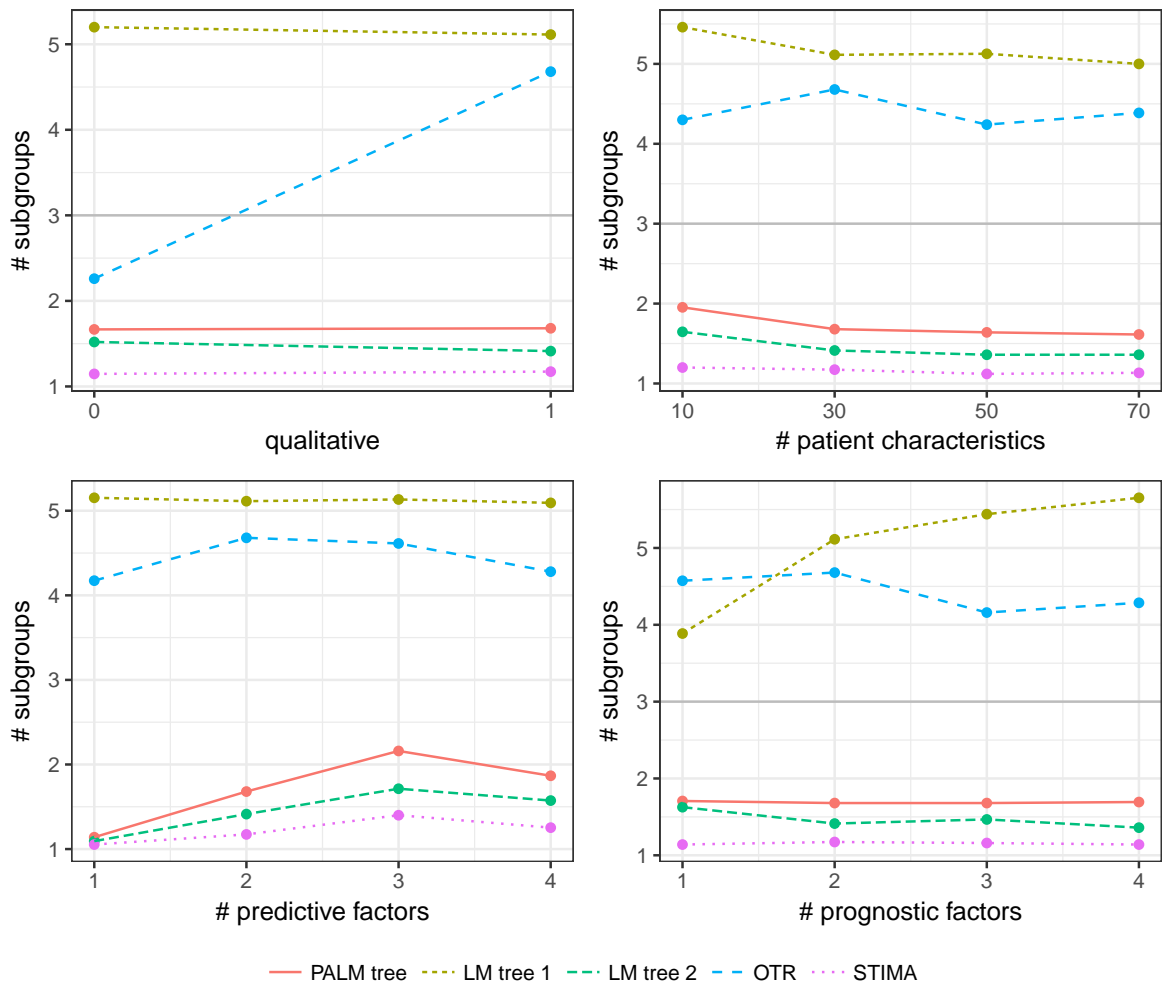 # subgroups
5
4
3
2
1
0 1
qualitative
# subgroups
5
4
3
2
1
10 30 50 70
# patient characteristics
# subgroups
5
4
3
2
1
1 2 3 4
# predictive factors
# subgroups
5
4
3
2
1
1 2 3 4
# prognostic factors
PALM tree LM tree 1 LM tree 2 OTR STIMA